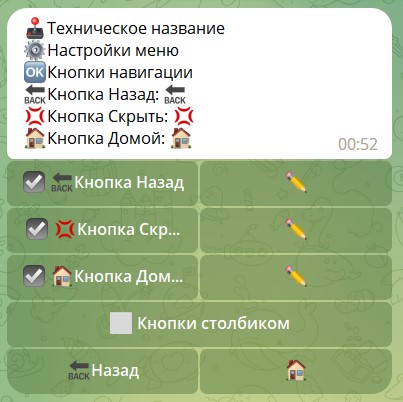 🕹Техническое название
⚙️Настройки меню
🆗Кнопки навигации
🔙Кнопка Назад: 🔙
💢Кнопка Скрыть: 💢
🏠Кнопка Домой: 🏠
00:52
☑️ 🔙Кнопка Назад ✏️
☑️ 💢Кнопка Скр... ✏️
☑️ 🏠Кнопка Дом... ✏️
⬜️ Кнопки столбиком
🔙Назад 🏠